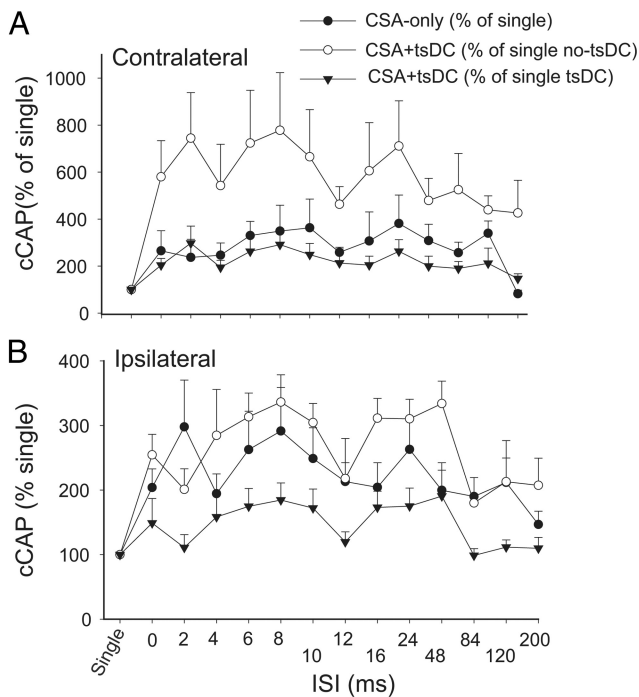 A
CSA-only (% of single)
CSA+tsDC (% of single no-tsDC)
CSA+tsDC (% of single tsDC)
Contralateral
cCAP(% of single)
1000
800
600
400
200
0
B
Ipsilateral
cCAP (% single)
400
300
200
100
0
Single 0 2 4 6 8 10 12 16 24 48 84 120 200
ISI (ms)